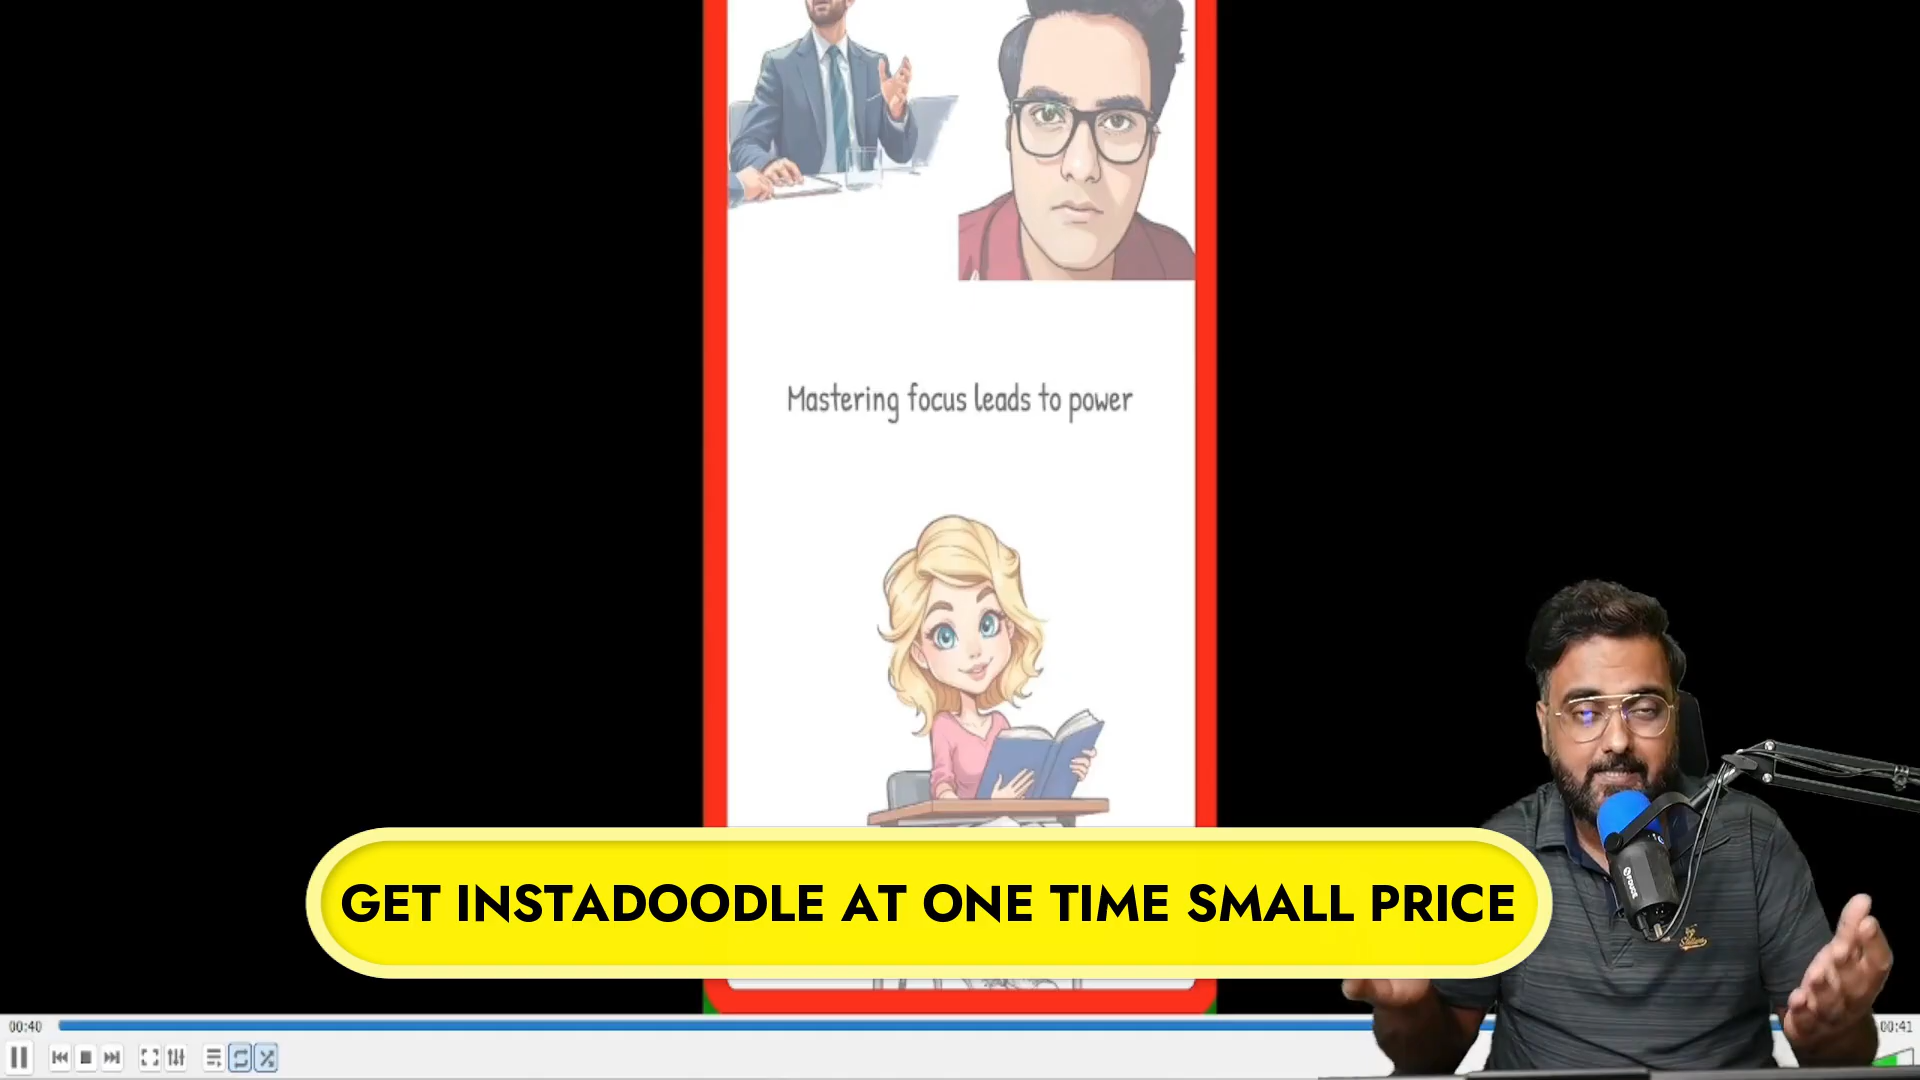 Mastering focus leads to power
GET INSTADOODLE AT ONE TIME SMALL PRICE
00:40
00:41